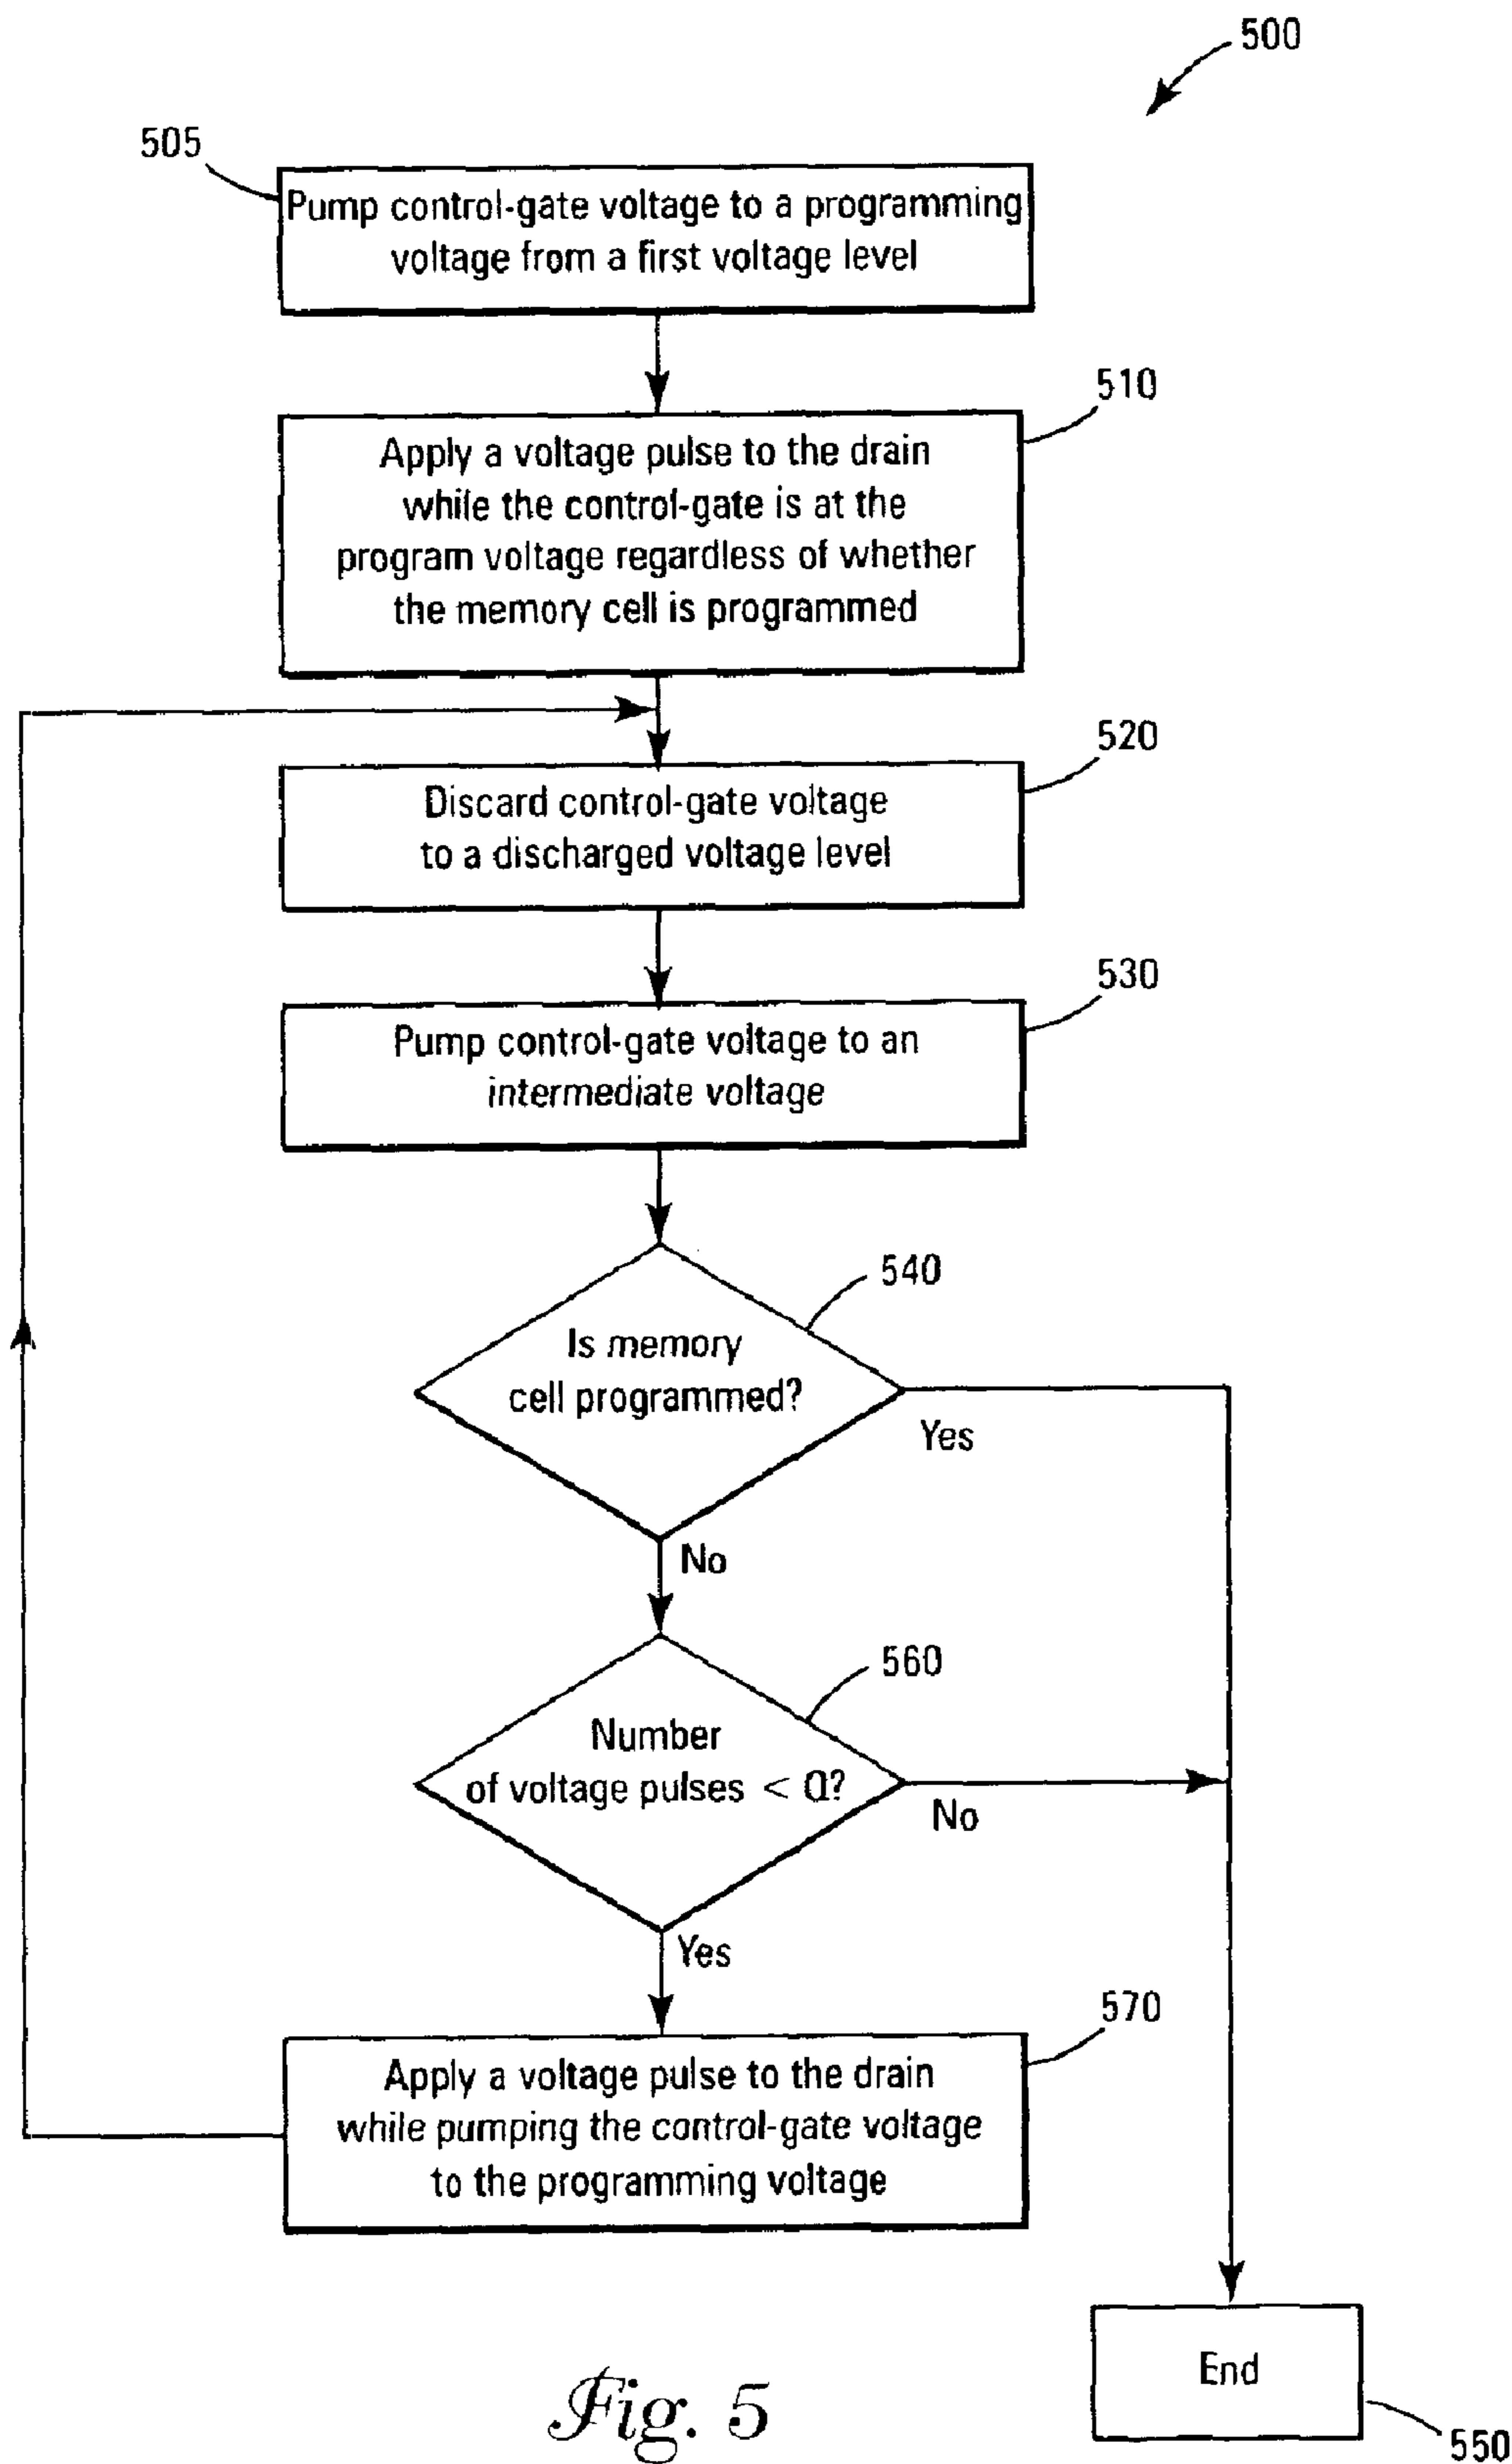 500
505
Pump control-gate voltage to a programming
voltage from a first voltage level
510
Apply a voltage pulse to the drain
while the control-gate is at the
program voltage regardless of whether
the memory cell is programmed
520
Discard control-gate voltage
to a discharged voltage level
530
Pump control-gate voltage to an
intermediate voltage
540
Is memory
cell programmed?
Yes
No
560
Number
of voltage pulses < Q?
No
Yes
570
Apply a voltage pulse to the drain
while pumping the control-gate voltage
to the programming voltage
End
550
Fig. 5